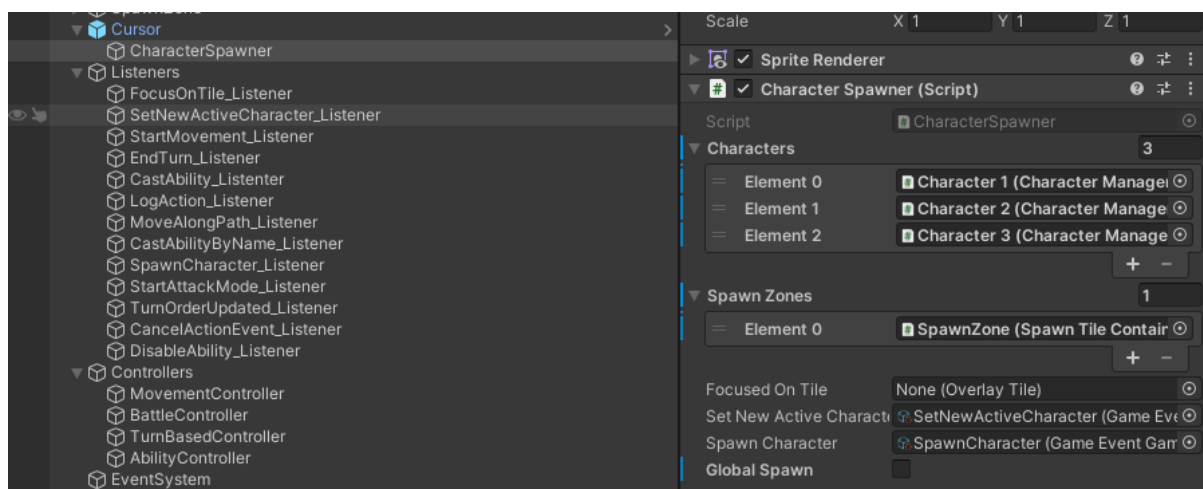 Cursor
CharacterSpawner
Listeners
FocusOnTile_Listener
SetNewActiveCharacter_Listener
StartMovement_Listener
EndTurn_Listener
CastAbility_Listenter
LogAction_Listener
MoveAlongPath_Listener
CastAbilityByName_Listener
SpawnCharacter_Listener
StartAttackMode_Listener
TurnOrderUpdated_Listener
CancelActionEvent_Listener
DisableAbility_Listener
Controllers
MovementController
BattleController
TurnBasedController
AbilityController
EventSystem
Scale X 1 Y 1 Z 1
Sprite Renderer
# Character Spawner (Script)
Script CharacterSpawner
Characters 3
Element 0 Character 1 (Character Manager
Element 1 Character 2 (Character Manage
Element 2 Character 3 (Character Manage
+ -
Spawn Zones 1
Element 0 SpawnZone (Spawn Tile Contair
+ -
Focused On Tile None (Overlay Tile)
Set New Active Characte SetNewActiveCharacter (Game Eve
Spawn Character SpawnCharacter (Game Event Gam
Global Spawn